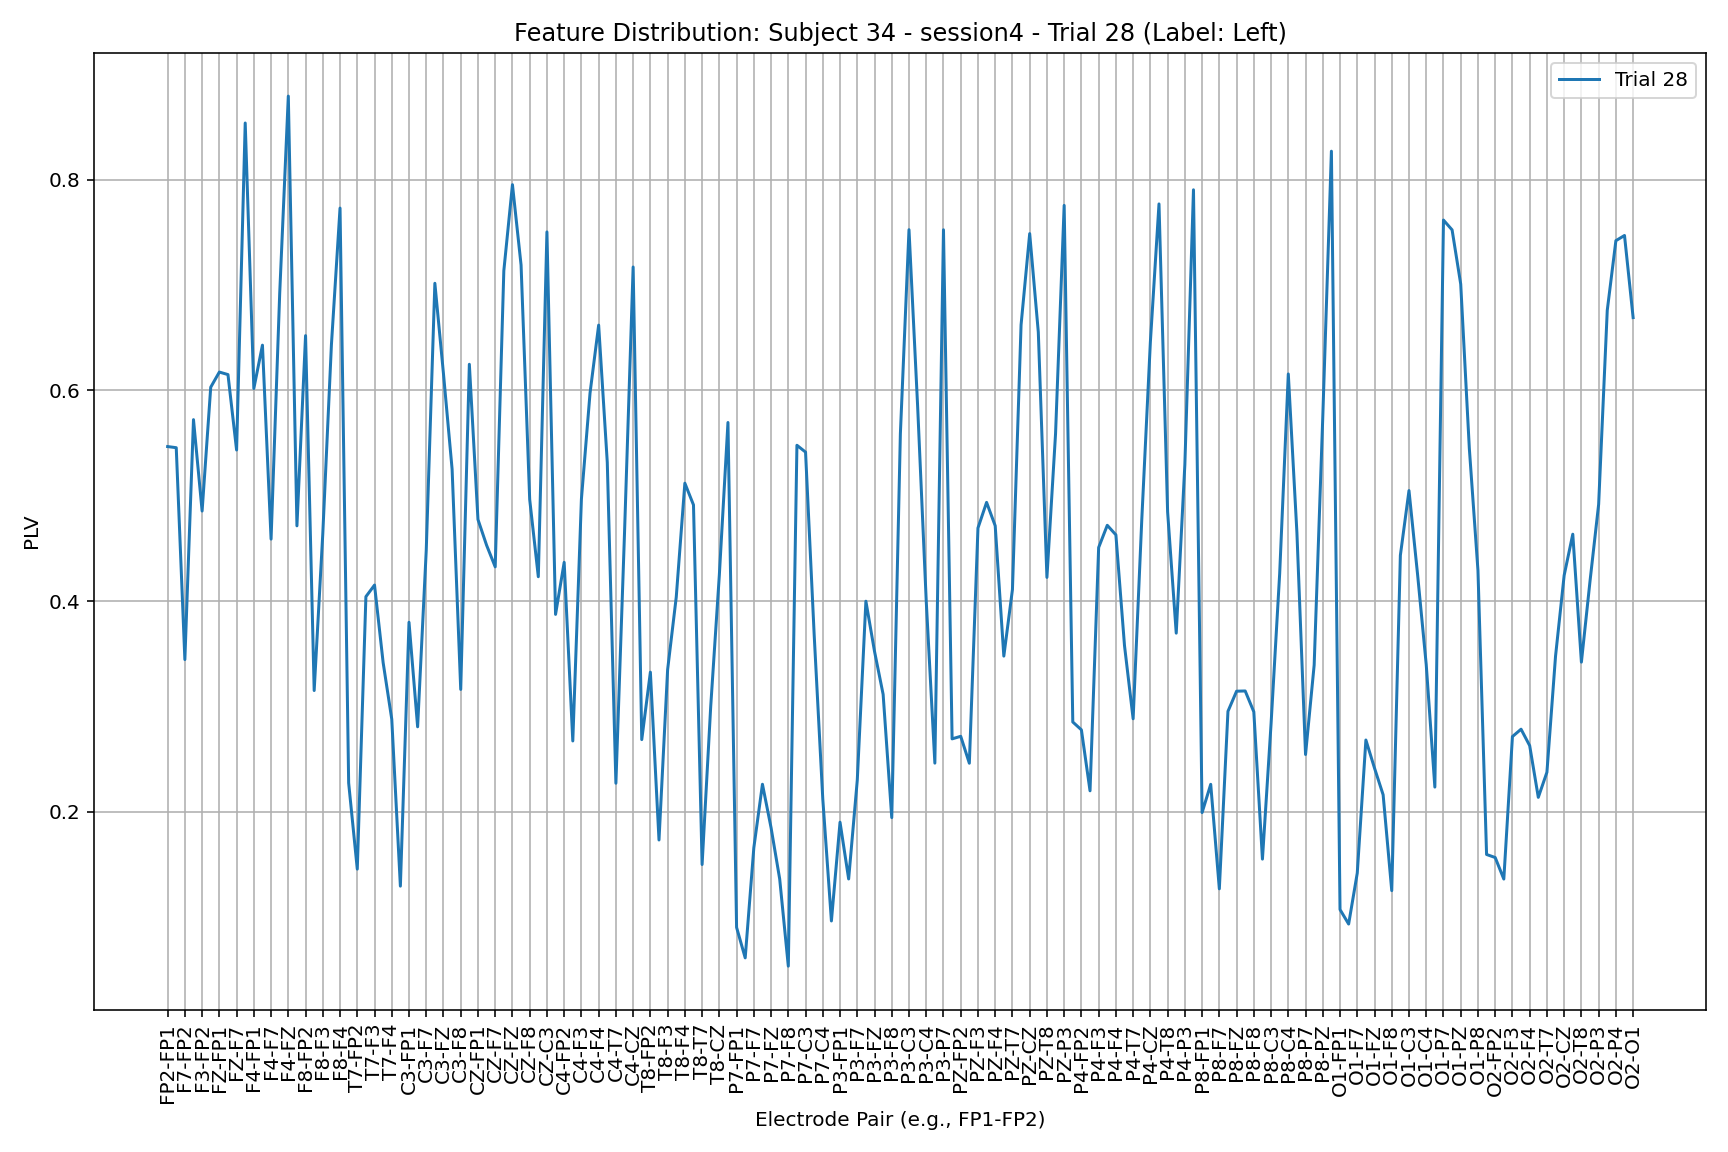 Feature Distribution: Subject 34 - session4 - Trial 28 (Label: Left)
Trial 28
PLV
0.8
0.6
0.4
0.2
FP2-FP1
F7-FP2
F3-FP2
FZ-FP1
FZ-F7
F4-FP1
F4-F7
F4-FZ
F8-FP2
F8-F3
F8-F4
T7-FP2
T7-F3
T7-F4
C3-FP1
C3-F7
C3-FZ
C3-F8
CZ-FP1
CZ-F7
CZ-FZ
CZ-F8
CZ-C3
C4-FP2
C4-F3
C4-F4
C4-T7
C4-CZ
T8-FP2
T8-F3
T8-F4
T8-T7
T8-CZ
P7-FP1
P7-F7
P7-FZ
P7-F8
P7-C3
P7-C4
P3-FP1
P3-F7
P3-FZ
P3-F8
P3-C3
P3-C4
P3-P7
PZ-FP2
PZ-F3
PZ-F4
PZ-T7
PZ-CZ
PZ-T8
PZ-P3
P4-FP2
P4-F3
P4-F4
P4-T7
P4-CZ
P4-T8
P4-P3
P8-FP1
P8-F7
P8-FZ
P8-F8
P8-C3
P8-C4
P8-P7
P8-PZ
O1-FP1
O1-F7
O1-FZ
O1-F8
O1-C3
O1-C4
O1-P7
O1-PZ
O1-P8
O2-FP2
O2-F3
O2-F4
O2-T7
O2-CZ
O2-T8
O2-P3
O2-P4
O2-O1
Electrode Pair (e.g., FP1-FP2)